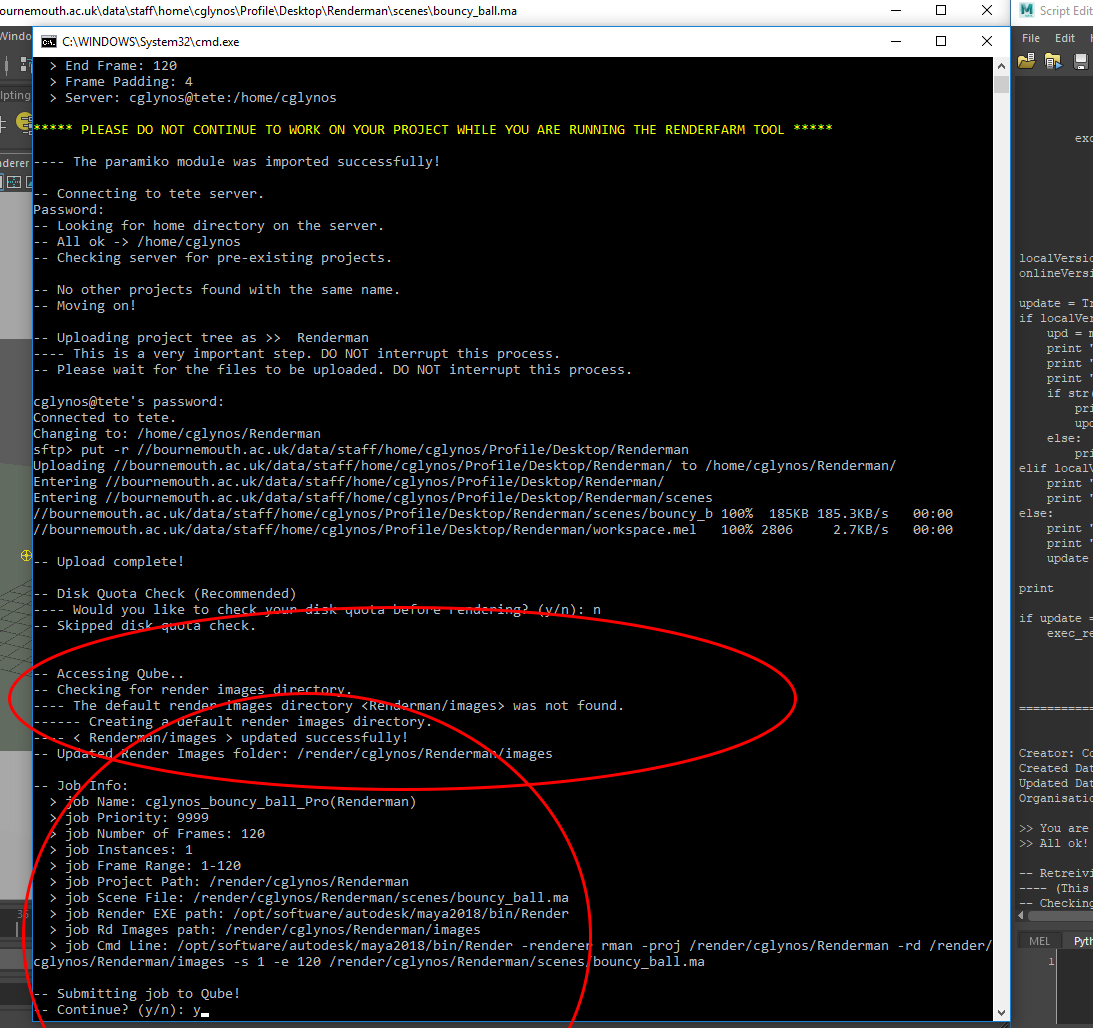 ournemouth.ac.uk\data\staff\home\cglynos\Profile\Desktop\Renderman\scenes\bouncy_ball.ma
Script Edit
Windo
C:\WINDOWS\System32\cmd.exe
File Edit
lpting
nderer
> End Frame: 120
> Frame Padding: 4
> Server: cglynos@tete:/home/cglynos
***** PLEASE DO NOT CONTINUE TO WORK ON YOUR PROJECT WHILE YOU ARE RUNNING THE RENDERFARM TOOL *****
---- The paramiko module was imported successfully!
-- Connecting to tete server.
Password:
-- Looking for home directory on the server.
-- All ok -> /home/cglynos
-- Checking server for pre-existing projects.
-- No other projects found with the same name.
-- Moving on!
-- Uploading project tree as >>  Renderman
---- This is a very important step. DO NOT interrupt this process.
-- Please wait for the files to be uploaded. DO NOT interrupt this process.
cglynos@tete's password:
Connected to tete.
Changing to: /home/cglynos/Renderman
sftp> put -r //bournemouth.ac.uk/data/staff/home/cglynos/Profile/Desktop/Renderman
Uploading //bournemouth.ac.uk/data/staff/home/cglynos/Profile/Desktop/Renderman/ to /home/cglynos/Renderman/
Entering //bournemouth.ac.uk/data/staff/home/cglynos/Profile/Desktop/Renderman/
Entering //bournemouth.ac.uk/data/staff/home/cglynos/Profile/Desktop/Renderman/scenes
//bournemouth.ac.uk/data/staff/home/cglynos/Profile/Desktop/Renderman/scenes/bouncy_b 100%  185KB 185.3KB/s   00:00
//bournemouth.ac.uk/data/staff/home/cglynos/Profile/Desktop/Renderman/workspace.mel   100% 2806     2.7KB/s   00:00
-- Upload complete!
-- Disk Quota Check (Recommended)
---- Would you like to check your disk quota before rendering? (y/n): n
-- Skipped disk quota check.
-- Accessing Qube..
-- Checking for render images directory.
---- The default render images directory <Renderman/images> was not found.
------ Creating a default render images directory.
---- < Renderman/images > updated successfully!
-- Updated Render Images folder: /render/cglynos/Renderman/images
-- Job Info:
> job Name: cglynos_bouncy_ball_Pro(Renderman)
> job Priority: 9999
> job Number of Frames: 120
> job Instances: 1
> job Frame Range: 1-120
> job Project Path: /render/cglynos/Renderman
> job Scene File: /render/cglynos/Renderman/scenes/bouncy_ball.ma
> job Render EXE path: /opt/software/autodesk/maya2018/bin/Render
> job Rd Images path: /render/cglynos/Renderman/images
> job Cmd Line: /opt/software/autodesk/maya2018/bin/Render -renderer rman -proj /render/cglynos/Renderman -rd /render/
cglynos/Renderman/images -s 1 -e 120 /render/cglynos/Renderman/scenes/bouncy_ball.ma
-- Submitting job to Qube!
-- Continue? (y/n): y
exc
localVersio
onlineVersi
update = Tr
if localVer
upd = m
print '
print '
print '
if str(
pri
upd
else:
pri
elif localV
print '
print '
else:
print '
print '
update
print
if update =
exec_re
===========
Creator: Co
Created Dat
Updated Dat
Organisatio
>> You are
>> All ok!
-- Retreivi
---- (This
-- Checking
MEL Pyth
1